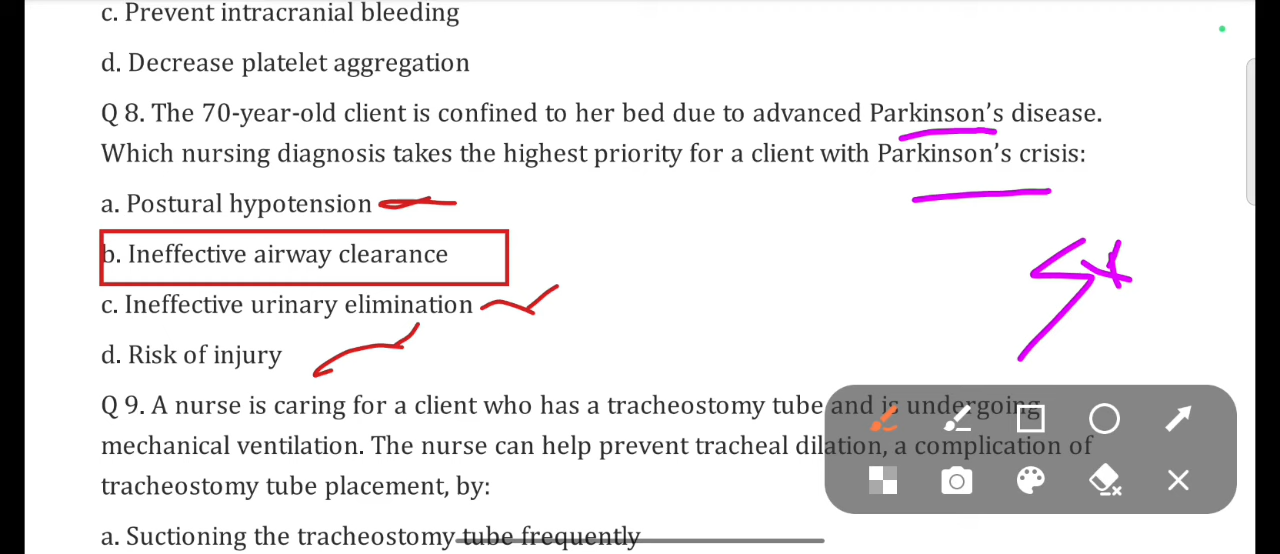 c. Prevent intracranial bleeding
d. Decrease platelet aggregation
Q 8. The 70-year-old client is confined to her bed due to advanced Parkinson's disease.
Which nursing diagnosis takes the highest priority for a client with Parkinson's crisis:
a. Postural hypotension
b. Ineffective airway clearance
c. Ineffective urinary elimination
d. Risk of injury
Q 9. A nurse is caring for a client who has a tracheostomy tube and is undergoing
mechanical ventilation. The nurse can help prevent tracheal dilation, a complication of
tracheostomy tube placement, by:
a. Suctioning the tracheostomy tube frequently